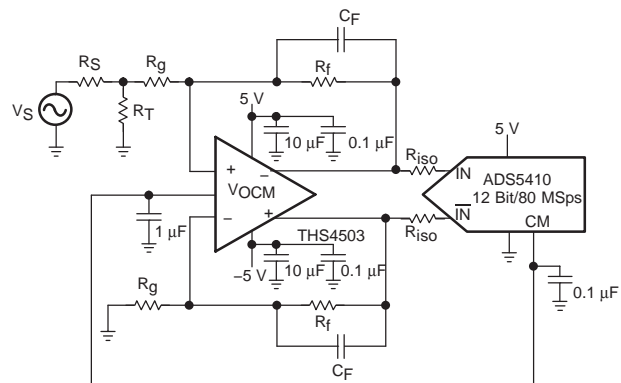 CF
RS
Rg
Rf
VS
RT
5 V
10 µF
0.1 µF
Riso
5 V
IN
ADS5410
12 Bit/80 MSps
IN
CM
+
−
VOCM
−
+
1 µF
THS4503
Riso
−5 V
10 µF
0.1 µF
0.1 µF
Rg
Rf
CF